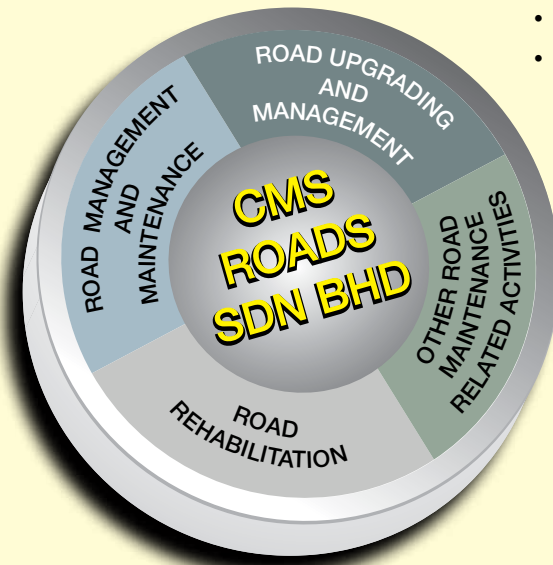 ROAD UPGRADING
AND
MANAGEMENT
ROAD MANAGEMENT
AND
MAINTENANCE
CMS
ROADS
SDN BHD
OTHER ROAD
MAINTENANCE
RELATED ACTIVITIES
ROAD
REHABILITATION